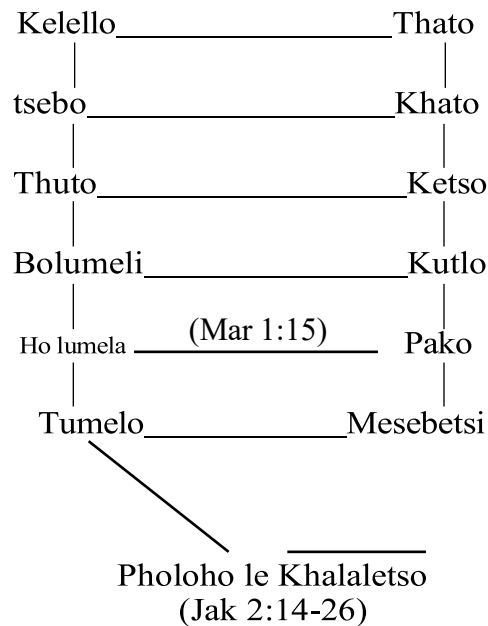 Kelello Thato
tsebo Khato
Thuto Ketso
Bolumeli Kutlo
Ho lumela (Mar 1:15) Pako
Tumelo Mesebetsi
Pholoho le Khalaletso
(Jak 2:14-26)